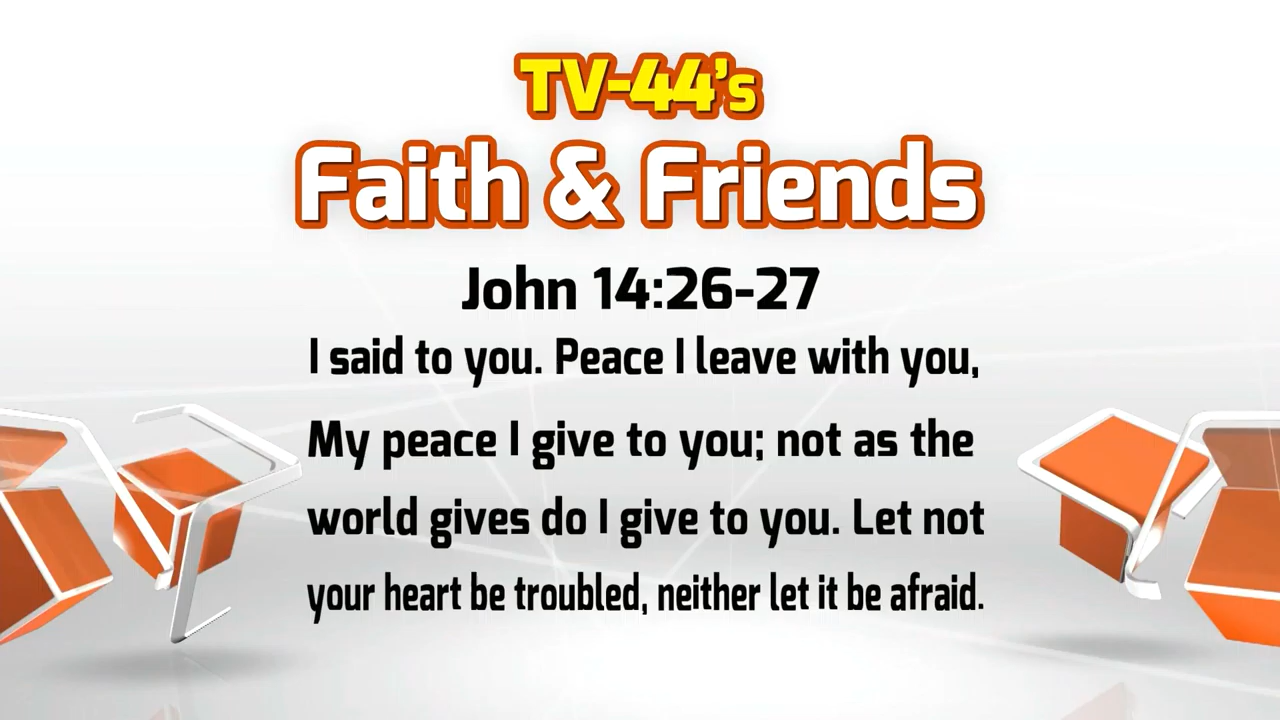 TV-44's
Faith & Friends
John 14:26-27
I said to you. Peace I leave with you,
My peace I give to you; not as the
world gives do I give to you. Let not
your heart be troubled, neither let it be afraid.